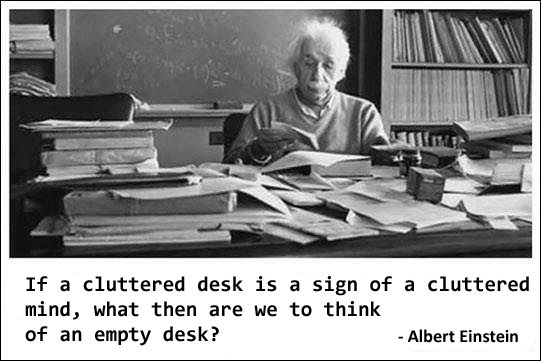 If a cluttered desk is a sign of a cluttered
mind, what then are we to think
of an empty desk?
- Albert Einstein